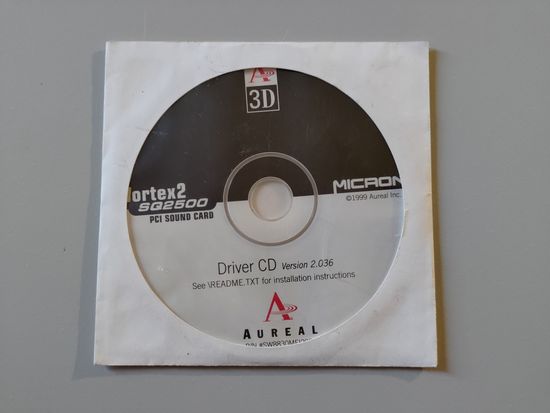 A
3D
ortex2
SQ2500
PCI SOUND CARD
MICRON
©1999 Aureal Inc.
Driver CD Version 2.036
See \README.TXT for installation instructions
A
AUREAL